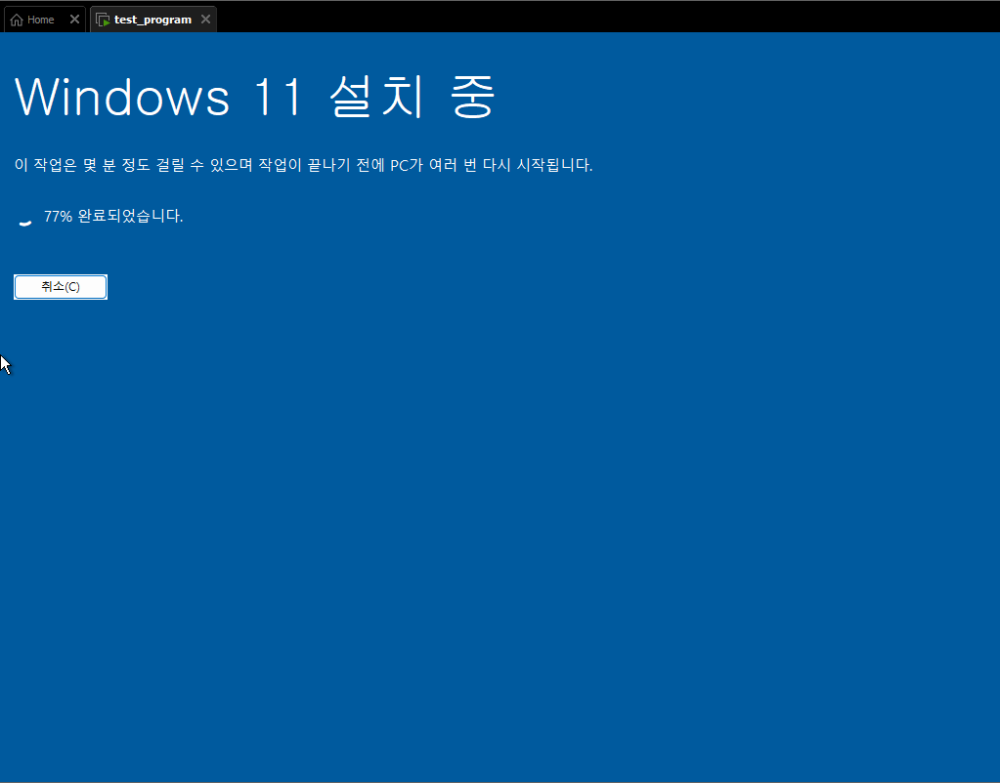 Home
test_program
Windows 11 설치 중
이 작업은 몇 분 정도 걸릴 수 있으며 작업이 끝나기 전에 PC가 여러 번 다시 시작됩니다.
77% 완료되었습니다.
취소(C)